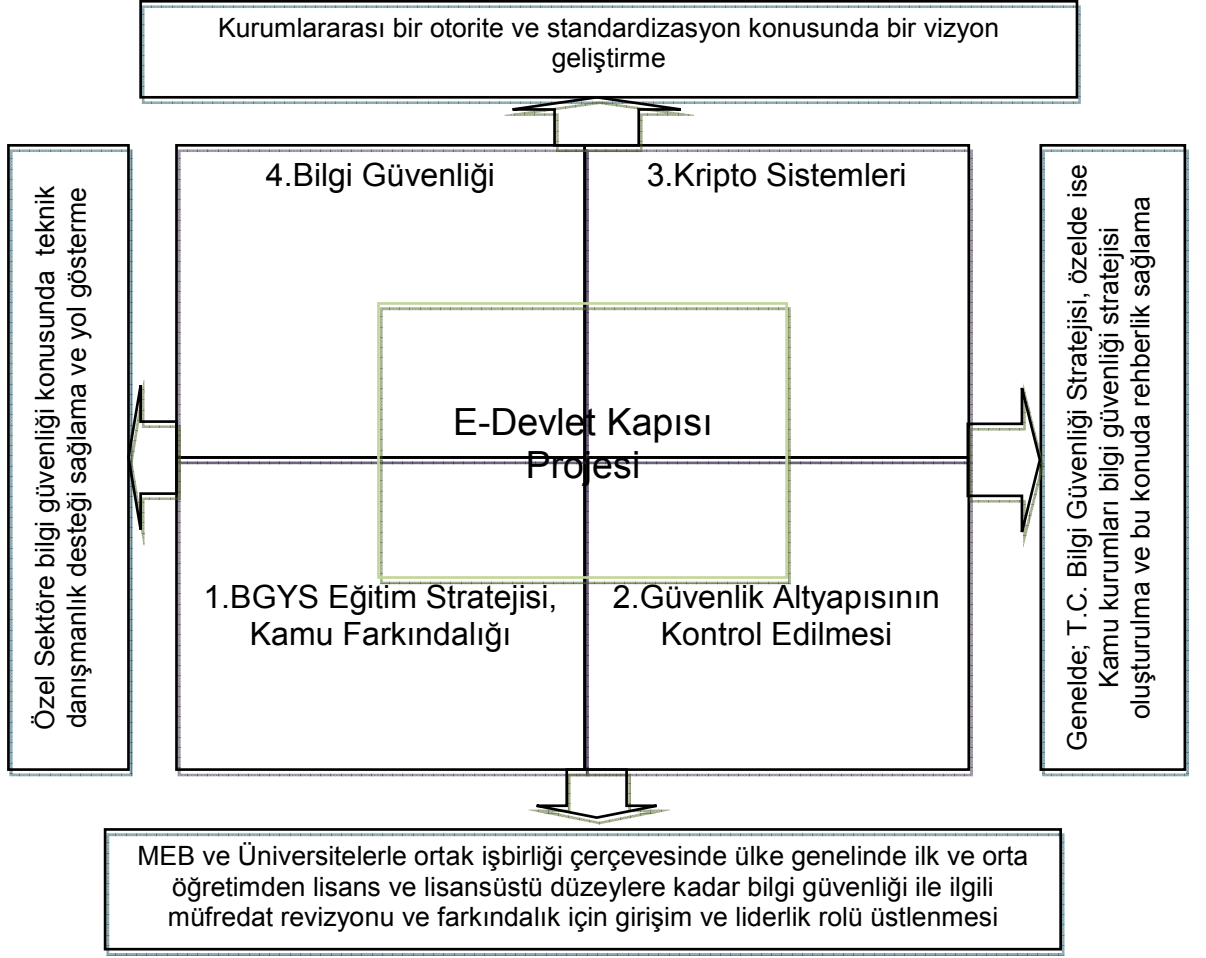 Kurumlararası bir otorite ve standardizasyon konusunda bir vizyon
geliştirme
Özel Sektöre bilgi güvenliği konusunda teknik
danışmanlık desteği sağlama ve yol gösterme
4.Bilgi Güvenliği
3.Kripto Sistemleri
E-Devlet Kapısı
Projesi
1.BGYS Eğitim Stratejisi,
Kamu Farkındalığı
2.Güvenlik Altyapısının
Kontrol Edilmesi
Genelde; T.C. Bilgi Güvenliği Stratejisi, özelde ise
Kamu kurumları bilgi güvenliği stratejisi
oluşturulma ve bu konuda rehberlik sağlama
MEB ve Üniversitelerle ortak işbirliği çerçevesinde ülke genelinde ilk ve orta
öğretimden lisans ve lisansüstü düzeylere kadar bilgi güvenliği ile ilgili
müfredat revizyonu ve farkındalık için girişim ve liderlik rolü üstlenmesi